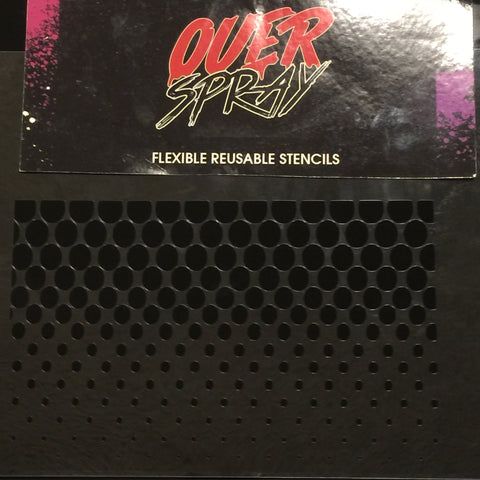 OVER
SPRAY
FLEXIBLE REUSABLE STENCILS